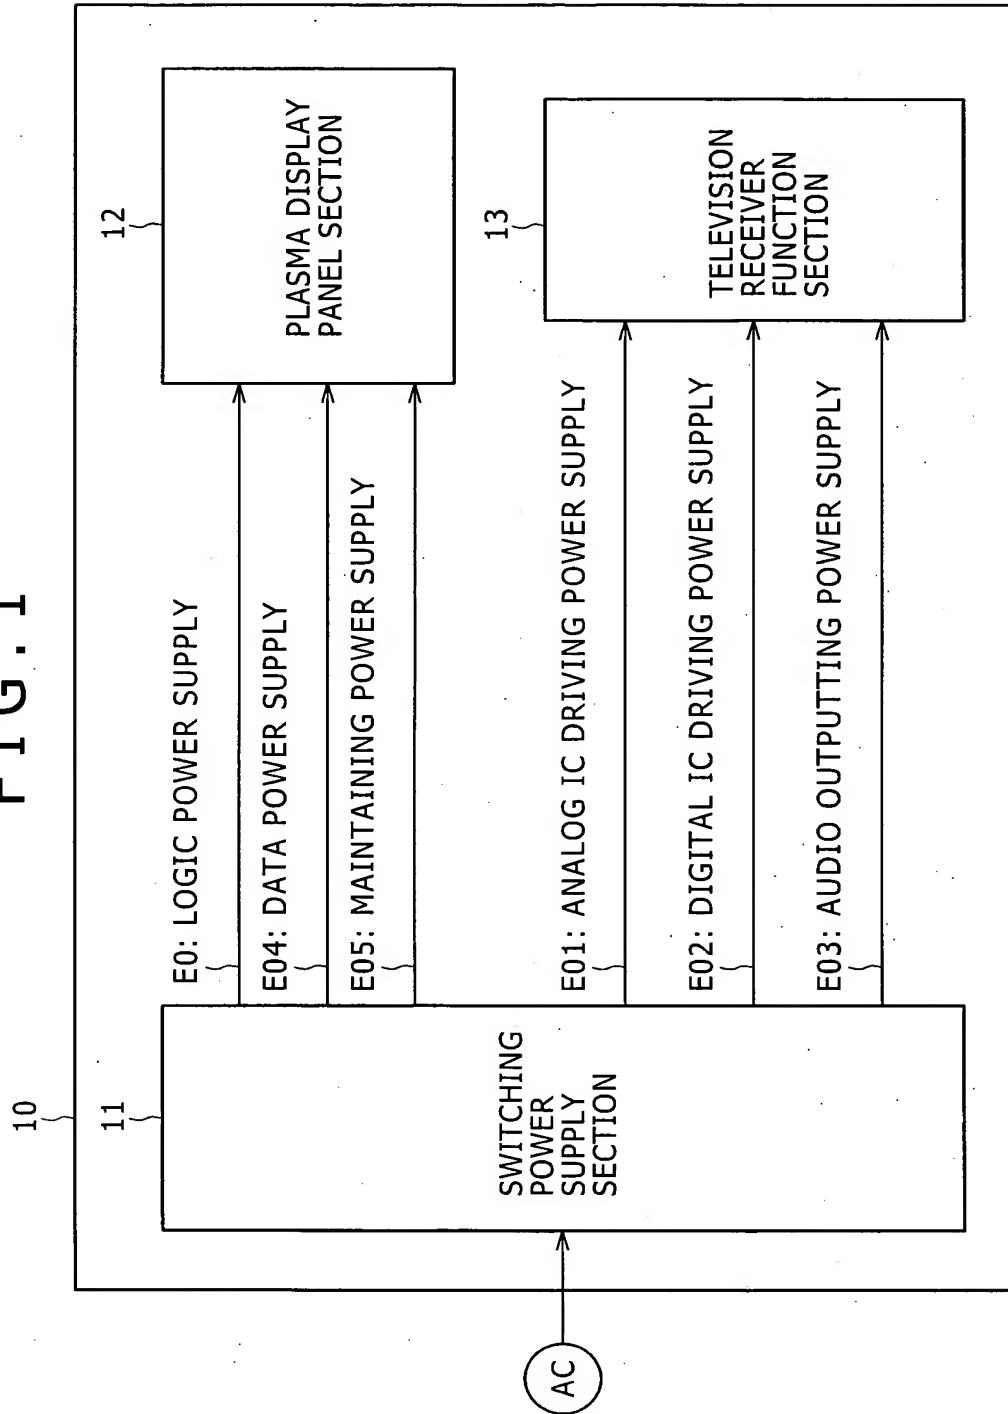 FIG.1
10
11
12
13
AC
SWITCHING
POWER
SUPPLY
SECTION
E0: LOGIC POWER SUPPLY
E04: DATA POWER SUPPLY
E05: MAINTAINING POWER SUPPLY
E01: ANALOG IC DRIVING POWER SUPPLY
E02: DIGITAL IC DRIVING POWER SUPPLY
E03: AUDIO OUTPUTTING POWER SUPPLY
PLASMA DISPLAY
PANEL SECTION
TELEVISION
RECEIVER
FUNCTION
SECTION